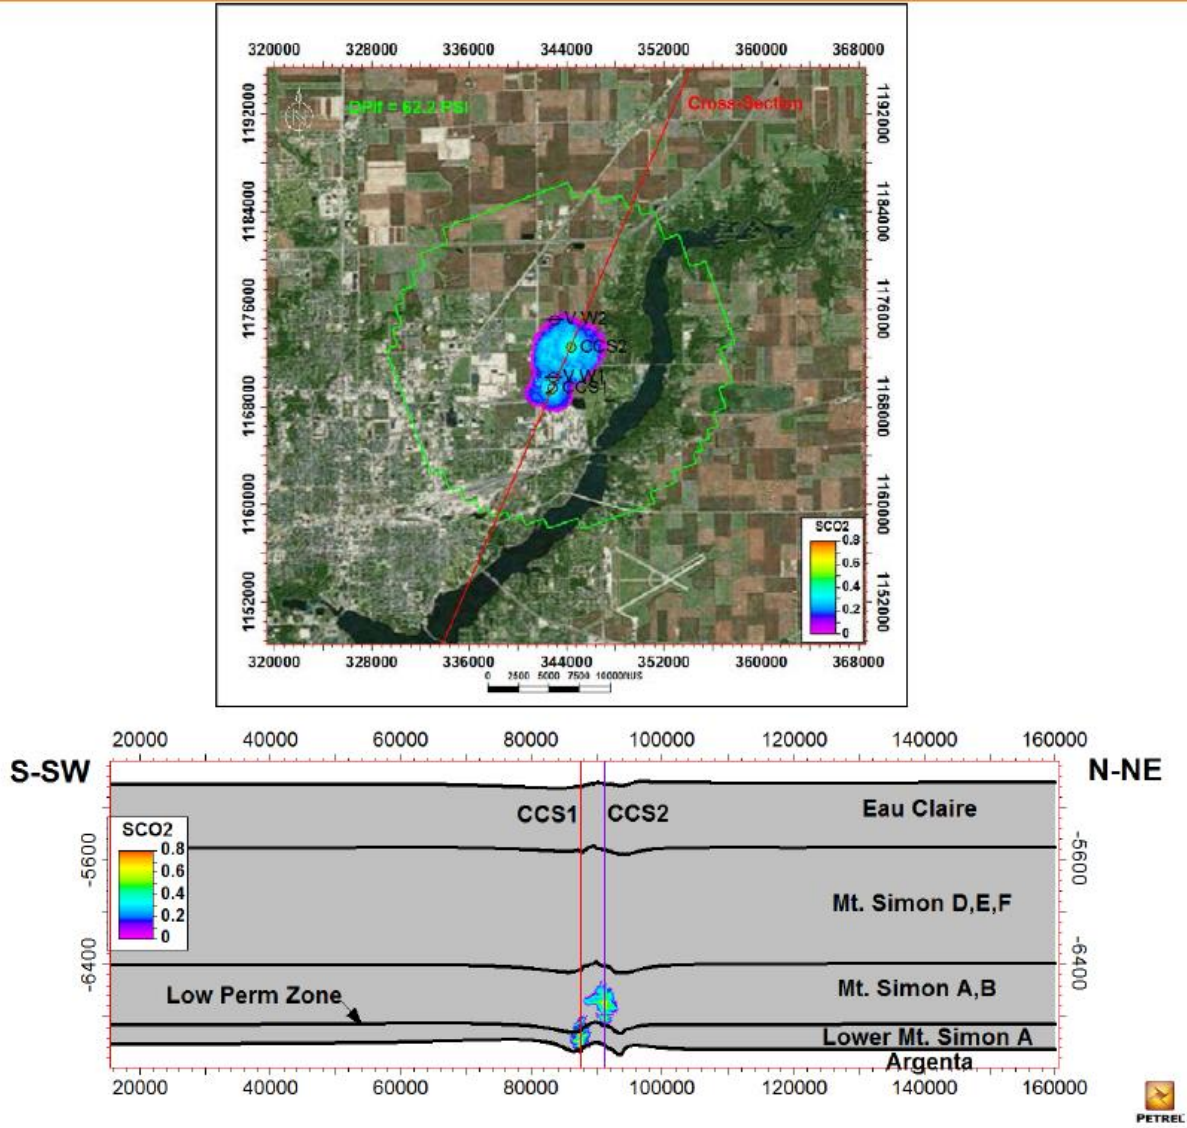 320000 328000 336000 344000 352000 360000 368000
DPIf = 62.2 PSI
Cross-Section
N
1192000
1184000
1176000
1168000
1160000
1152000
1192000
1184000
1176000
1168000
1160000
1152000
VW2
CCS2
VW1
CCS1
SCO2
0.8
0.6
0.4
0.2
0
320000 328000 336000 344000 352000 360000 368000
0 2500 5000 7500 10000ftUS
20000 40000 60000 80000 100000 120000 140000 160000
S-SW
N-NE
CCS1
CCS2
Eau Claire
SCO2
0.8
0.6
0.4
0.2
0
-5600
-5600
Mt. Simon D,E,F
-6400
-6400
Mt. Simon A,B
Low Perm Zone
Lower Mt. Simon A
Argenta
20000 40000 60000 80000 100000 120000 140000 160000
PETREL